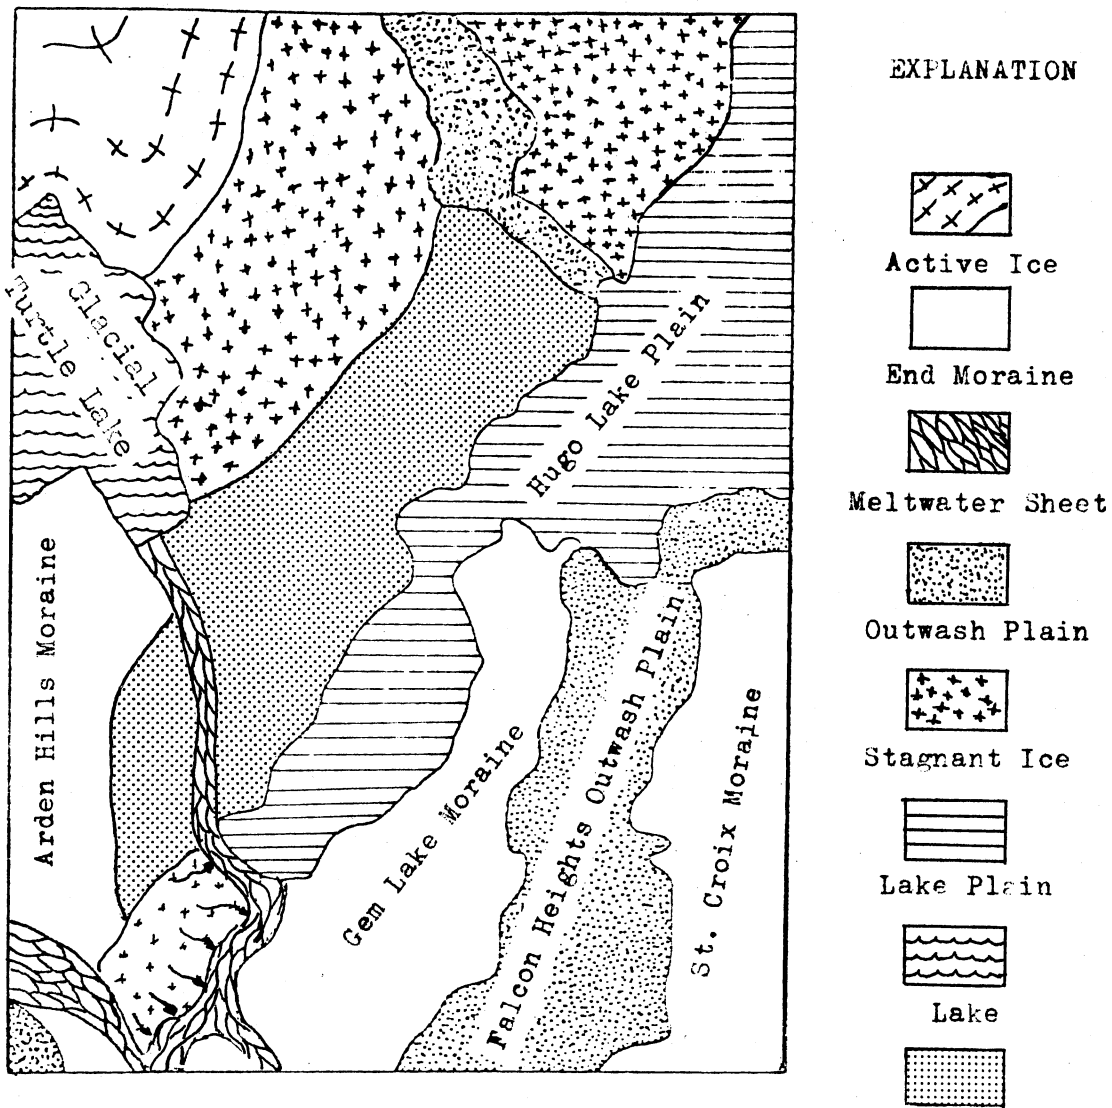 EXPLANATION
Active Ice
End Moraine
Meltwater Sheet
Outwash Plain
Stagnant Ice
Lake Plain
Lake
Glacial
Turtle Lake
Hugo Lake Plain
Arden Hills Moraine
Gem Lake Moraine
Falcon Heights Outwash Plain
St. Croix Moraine